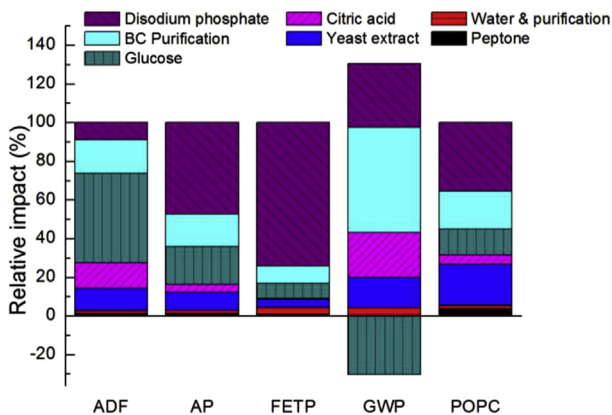 Disodium phosphate Citric acid Water & purification
BC Purification Yeast extract Peptone
Glucose
140
120
100
80
60
40
20
0
-20
Relative impact (%)
ADF AP FETP GWP POPC